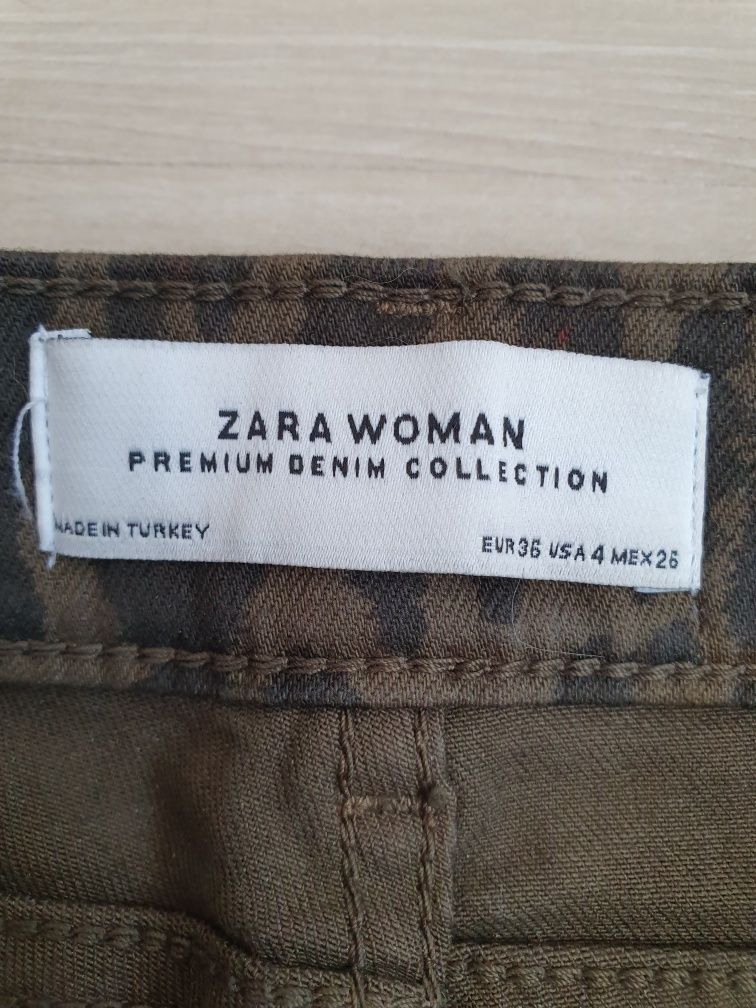 ZARA WOMAN
PREMIUM DENIM COLLECTION
MADE IN TURKEY
EUR 36 USA 4 MEX 26